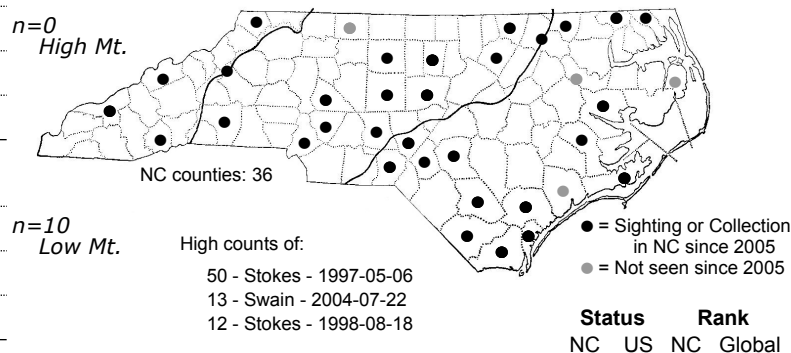 n=0
High Mt.
NC counties: 36
n=10
Low Mt.
High counts of:
50 - Stokes - 1997-05-06
13 - Swain - 2004-07-22
12 - Stokes - 1998-08-18
= Sighting or Collection
in NC since 2005
= Not seen since 2005
Status Rank
NC US NC Global